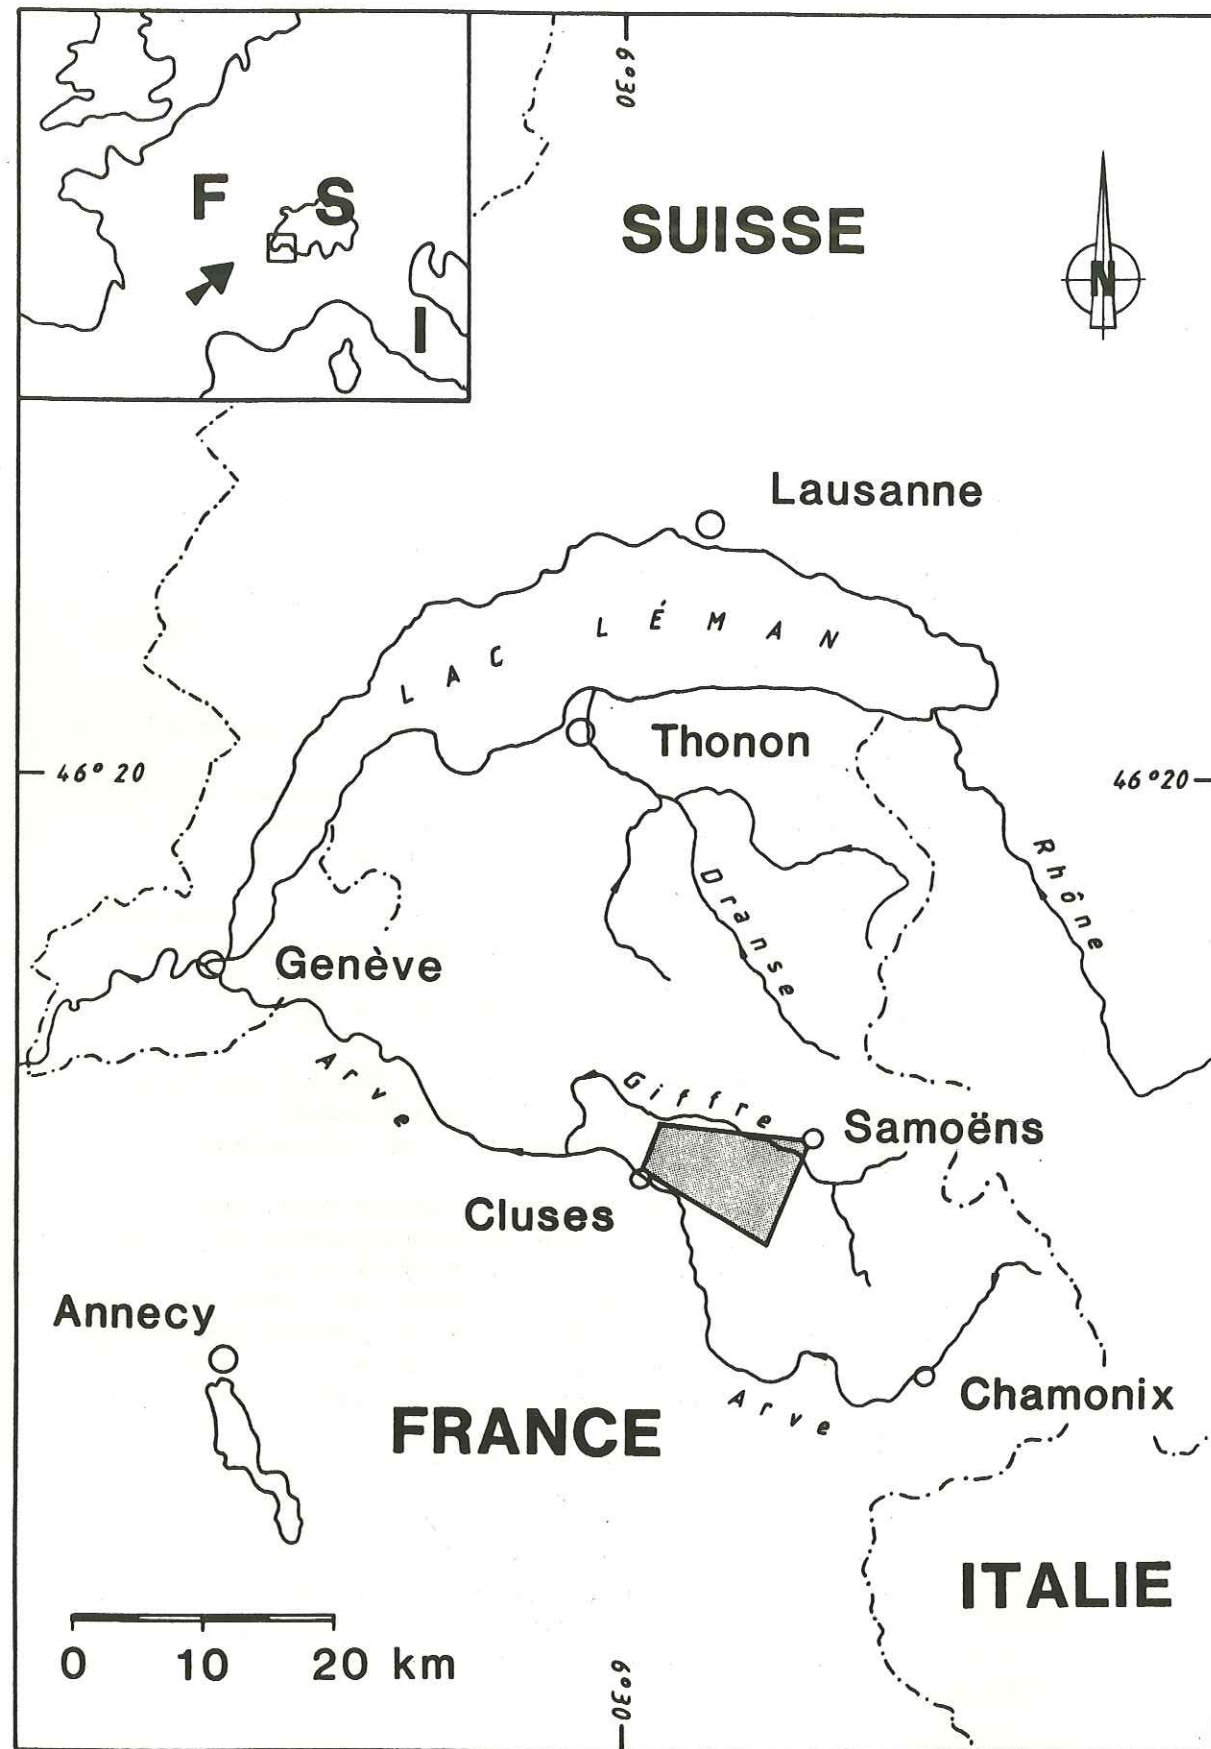 6°30
F
S
I
SUISSE
N
Lausanne
LAC LÉMAN
Thonon
46° 20
46°20
Rhône
Dranse
Genève
Arve
Giffre
Samoëns
Cluses
Annecy
Chamonix
Arve
FRANCE
ITALIE
0 10 20 km
6°30